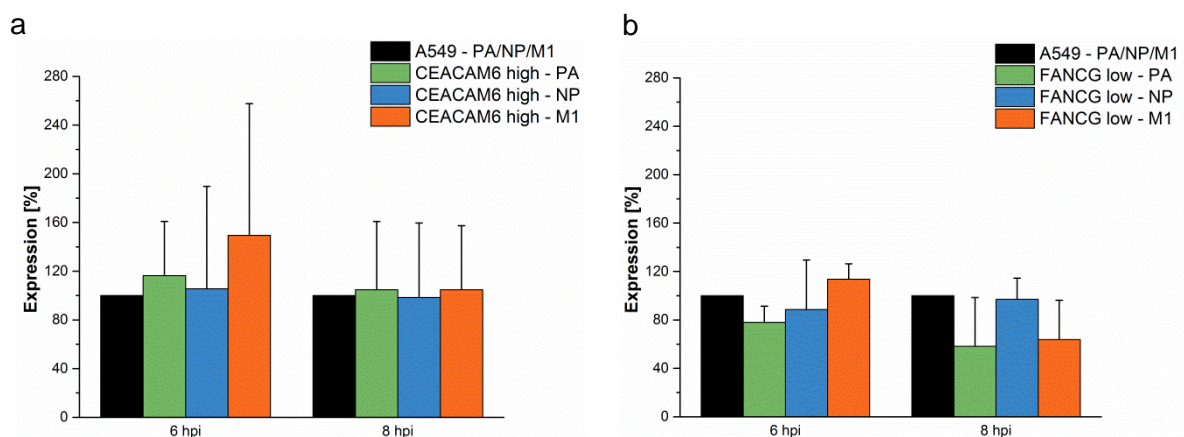 a
A549 - PA/NP/M1
CEACAM6 high - PA
CEACAM6 high - NP
CEACAM6 high - M1
280
240
200
160
120
80
40
0
Expression [%]
6 hpi
8 hpi
b
A549 - PA/NP/M1
FANCG low - PA
FANCG low - NP
FANCG low - M1
280
240
200
160
120
80
40
0
Expression [%]
6 hpi
8 hpi